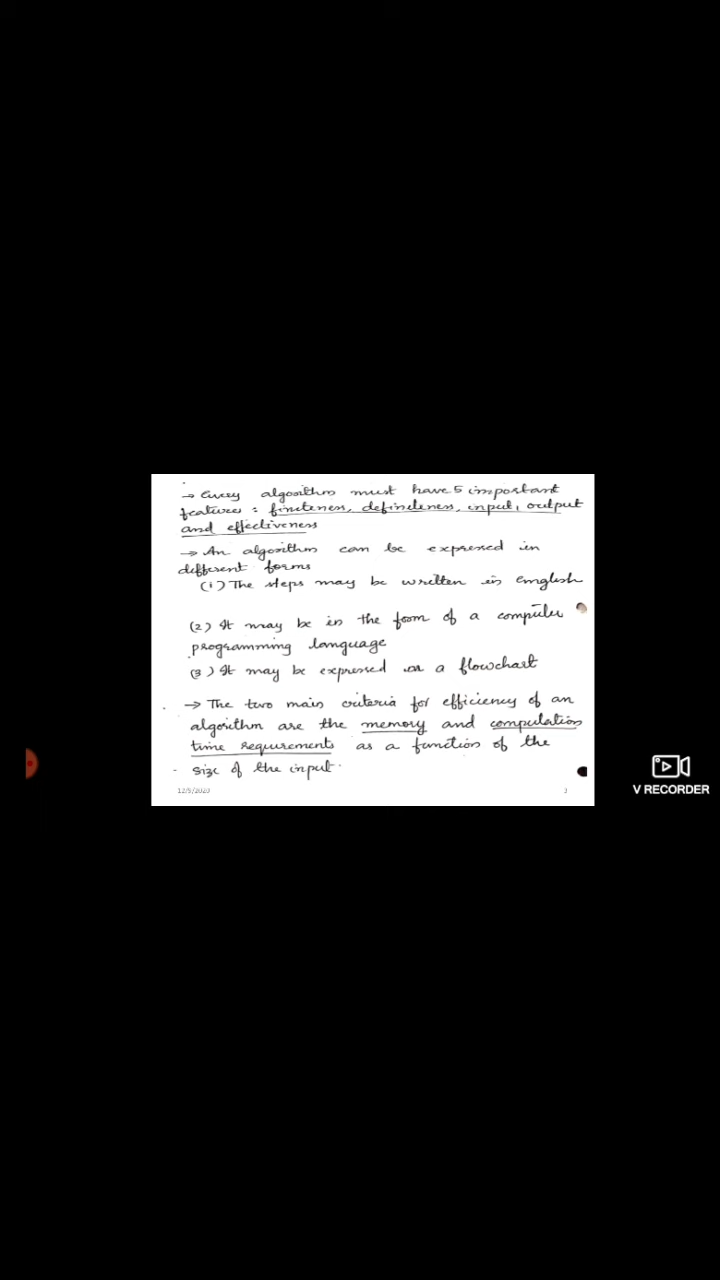 → Every algorithm must have 5 important
features : finiteness, definiteness, input, output
and effectiveness
→ An algorithm can be expressed in
different forms
(1) The steps may be written in english
(2) It may be in the form of a computer
programming language
(3) It may be expressed as a flowchart
→ The two main criteria for efficiency of an
algorithm are the memory and computation
time requirements as a function of the
size of the input.
V RECORDER
3